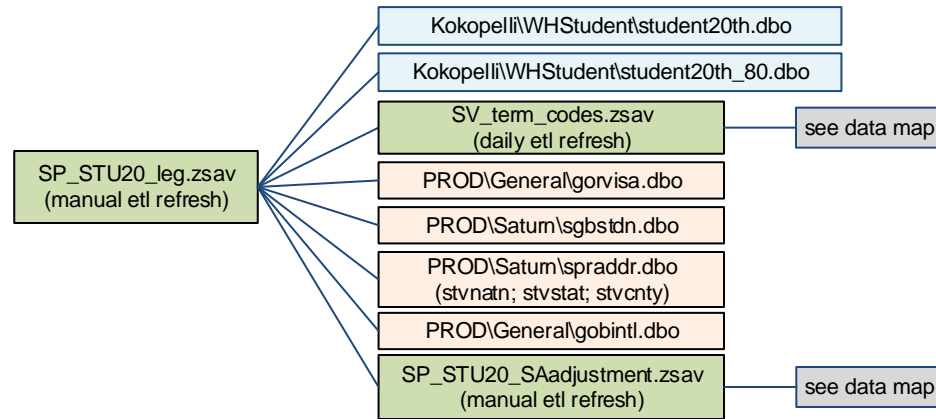 Kokopelli\WHStudent\student20th.dbo
Kokopelli\WHStudent\student20th_80.dbo
SV_term_codes.zsav
(daily etl refresh)
see data map
SP_STU20_leg.zsav
(manual etl refresh)
PROD\General\gorvisa.dbo
PROD\Saturn\sgbstdn.dbo
PROD\Saturn\spraddr.dbo
(stvnatn; stvstat; stvcnty)
PROD\General\gobintl.dbo
SP_STU20_SAadjustment.zsav
(manual etl refresh)
see data map